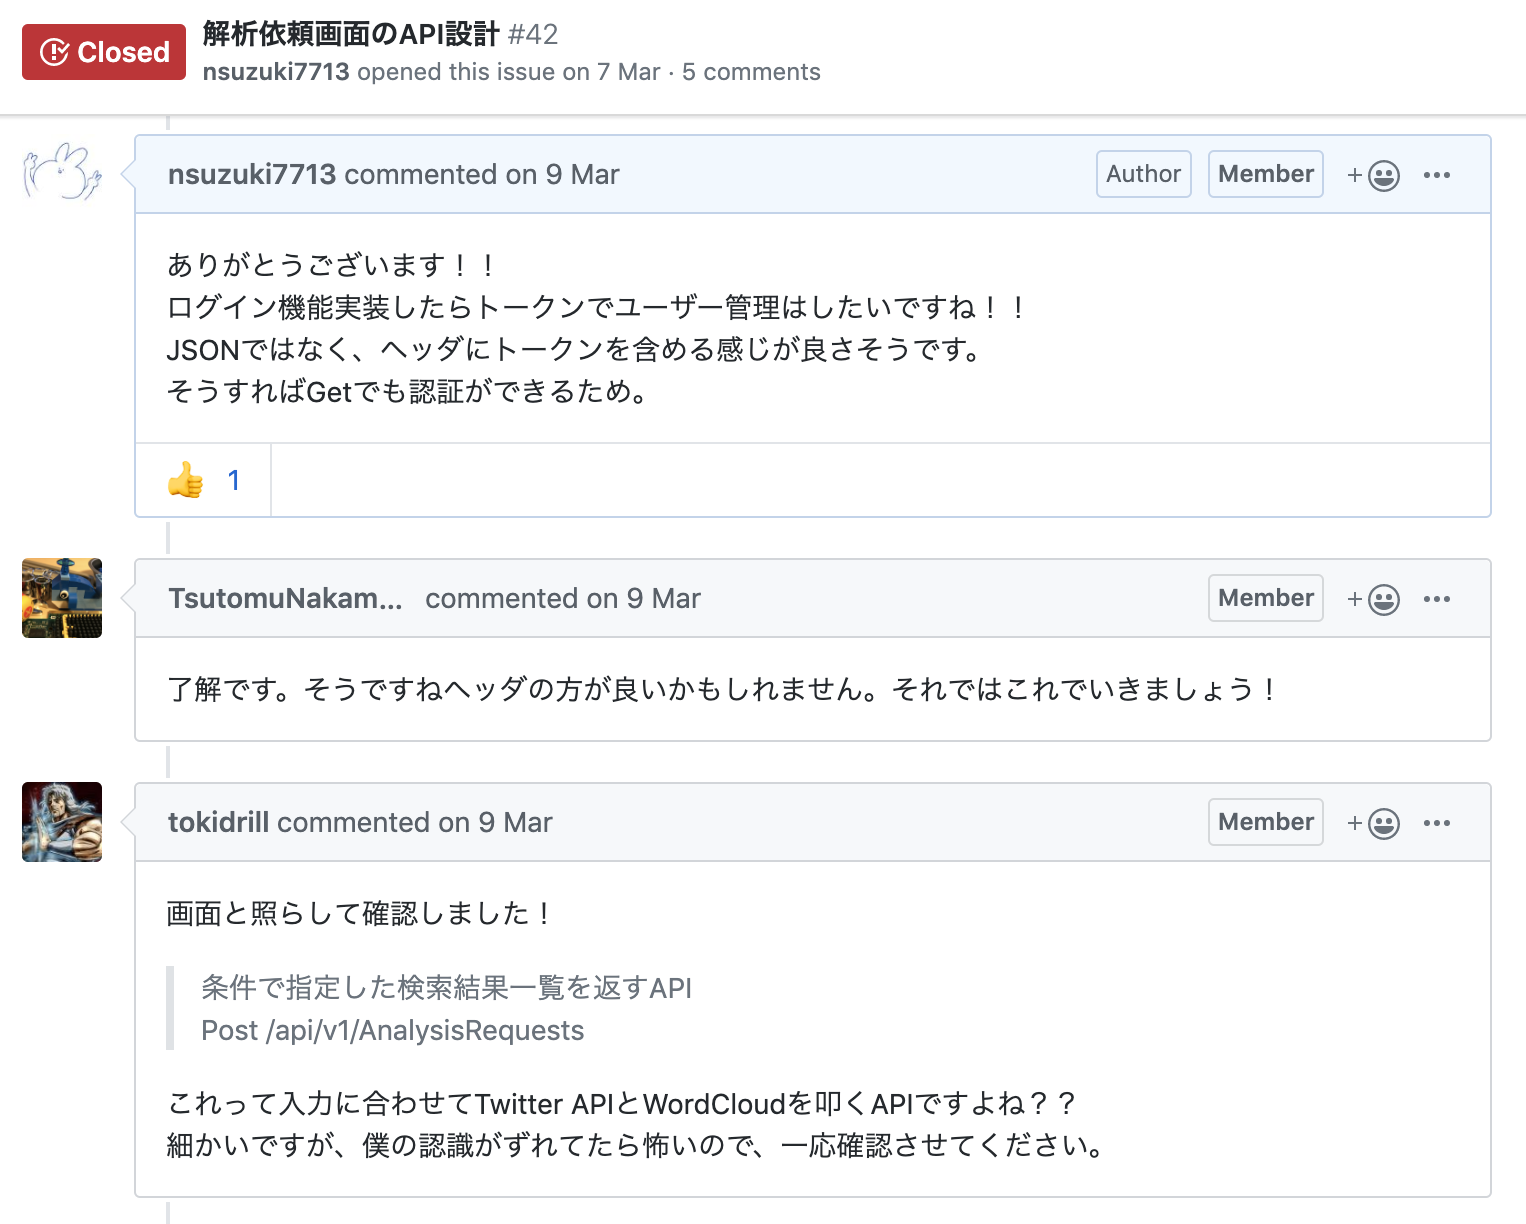 Closed
解析依頼画面のAPI設計 #42
nsuzuki7713 opened this issue on 7 Mar · 5 comments
nsuzuki7713 commented on 9 Mar
Author
Member
ありがとうございます！！
ログイン機能実装したらトークンでユーザー管理はしたいですね！！
JSONではなく、ヘッダにトークンを含める感じが良さそうです。
そうすればGetでも認証ができるため。
👍 1
TsutomuNakam... commented on 9 Mar
Member
了解です。そうですねヘッダの方が良いかもしれません。それではこれでいきましょう！
tokidrill commented on 9 Mar
Member
画面と照らして確認しました！
条件で指定した検索結果一覧を返すAPI
Post /api/v1/AnalysisRequests
これって入力に合わせてTwitter APIとWordCloudを叩くAPIですよね？？
細かいですが、僕の認識がずれてたら怖いので、一応確認させてください。